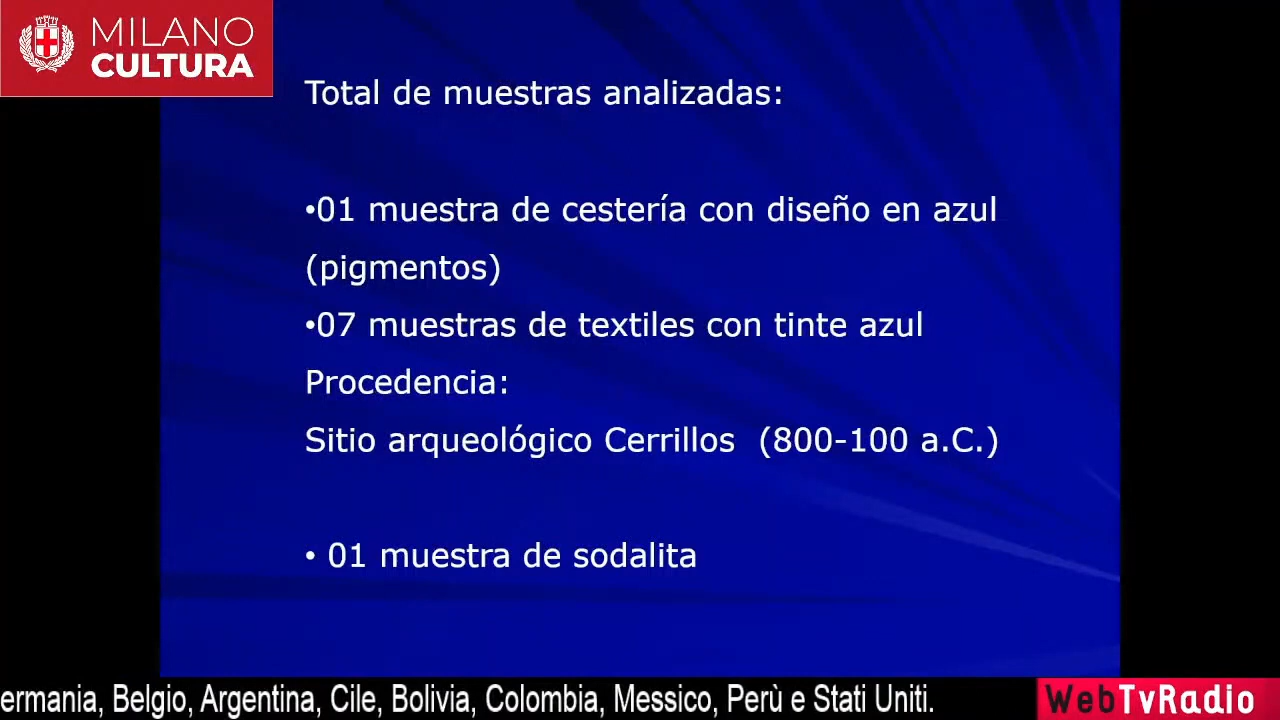 MILANO
CULTURA
Total de muestras analizadas:
•01 muestra de cestería con diseño en azul
(pigmentos)
•07 muestras de textiles con tinte azul
Procedencia:
Sitio arqueológico Cerrillos (800-100 a.C.)
• 01 muestra de sodalita
ermania, Belgio, Argentina, Cile, Bolivia, Colombia, Messico, Perù e Stati Uniti.
WebTvRadio